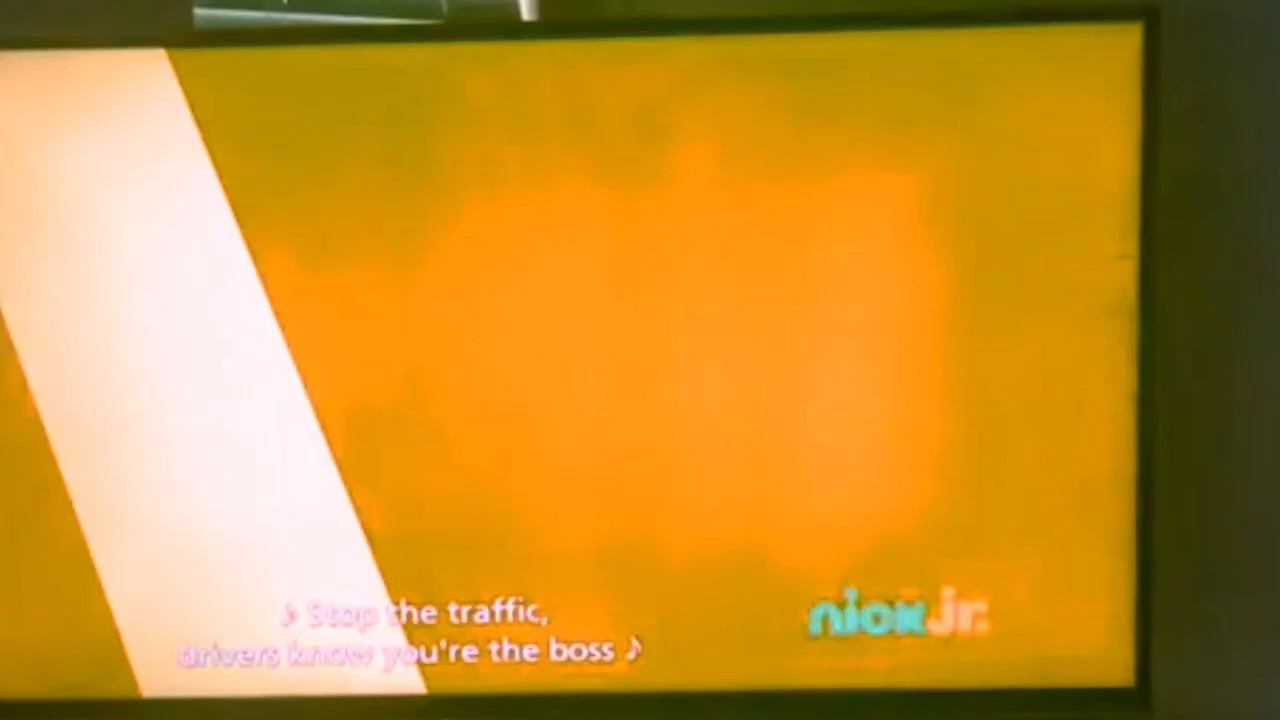 ♪ Stop the traffic,
drivers know you're the boss ♪
nick jr.